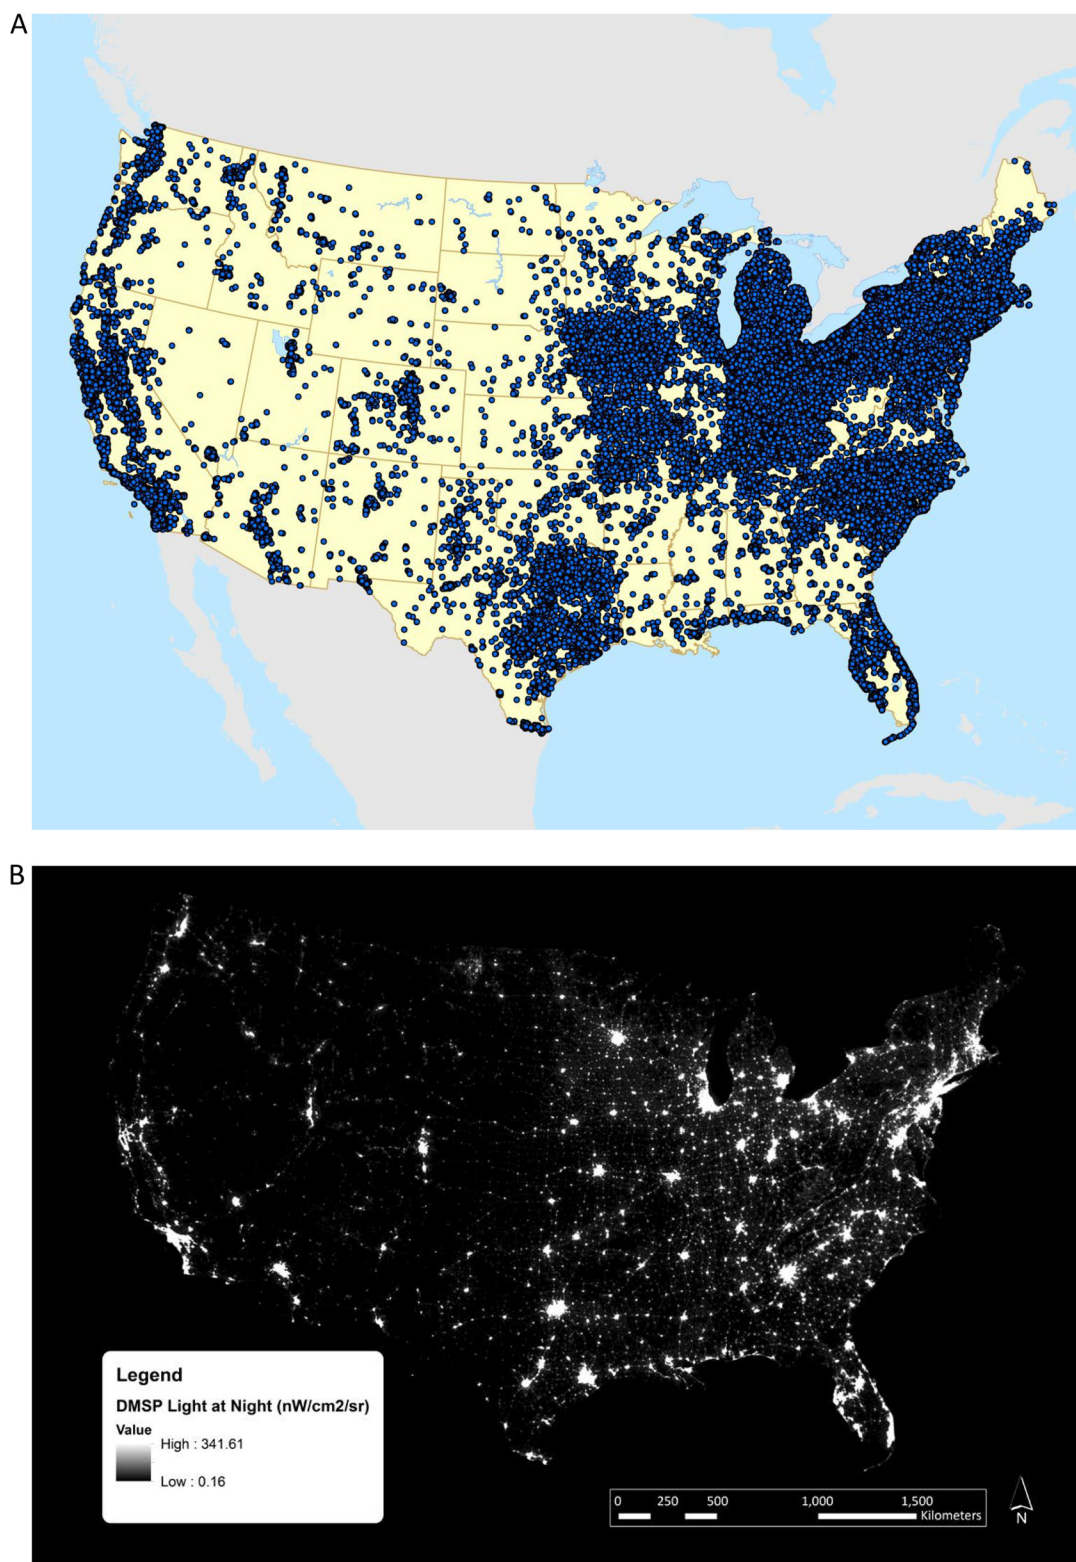 A
B
Legend
DMSP Light at Night (nW/cm2/sr)
Value
High : 341.61
Low : 0.16
0 250 500 1,000 1,500
Kilometers
N